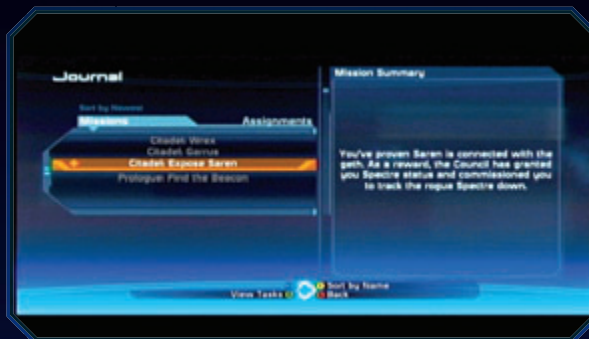 Journal
Mission Summary
Sort by Newest
Missions
Assignments
Citadel: Wrex
Citadel: Garrus
Citadel: Expose Saren
Prologue: Find the Beacon
You've proven Saren is connected with the
geth. As a reward, the Council has granted
you Spectre status and commissioned you
to track the rogue Spectre down.
Sort by Name
View Tasks
Back